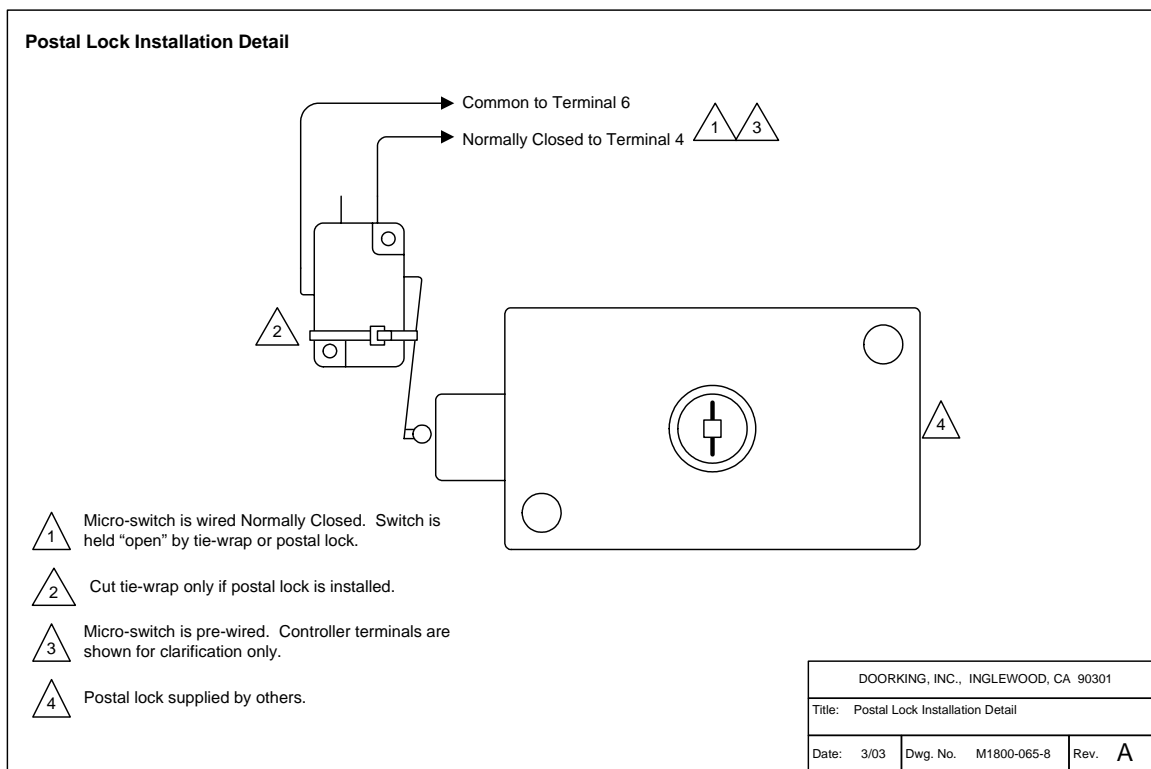 Postal Lock Installation Detail
Common to Terminal 6
Normally Closed to Terminal 4
1 3
2
4
1 Micro-switch is wired Normally Closed.  Switch is
held “open” by tie-wrap or postal lock.
2 Cut tie-wrap only if postal lock is installed.
3 Micro-switch is pre-wired.  Controller terminals are
shown for clarification only.
4 Postal lock supplied by others.
DOORKING, INC.,  INGLEWOOD, CA  90301
Title: Postal Lock Installation Detail
Date: 3/03 Dwg. No. M1800-065-8 Rev. A